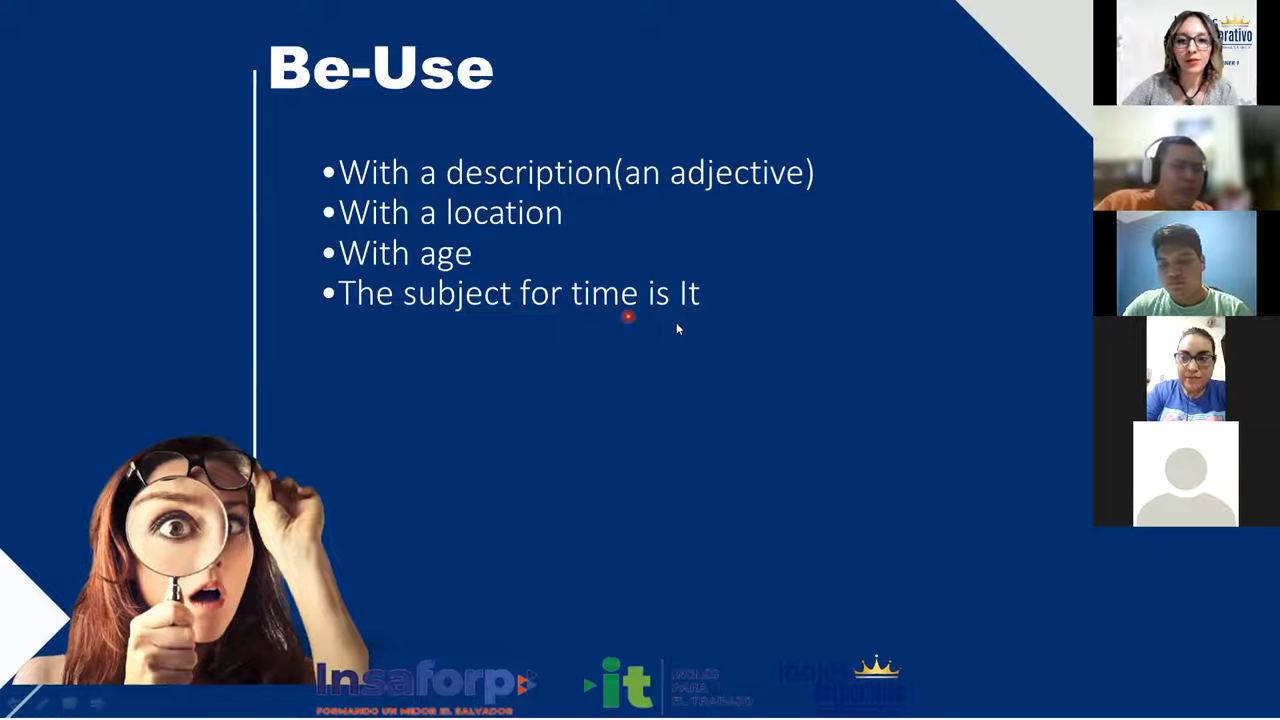 Be-Use
•With a description(an adjective)
•With a location
•With age
•The subject for time is It
Insaforp
FORMANDO UN MEJOR EL SALVADOR
it
INGLÉS
PARA
EL TRABAJO